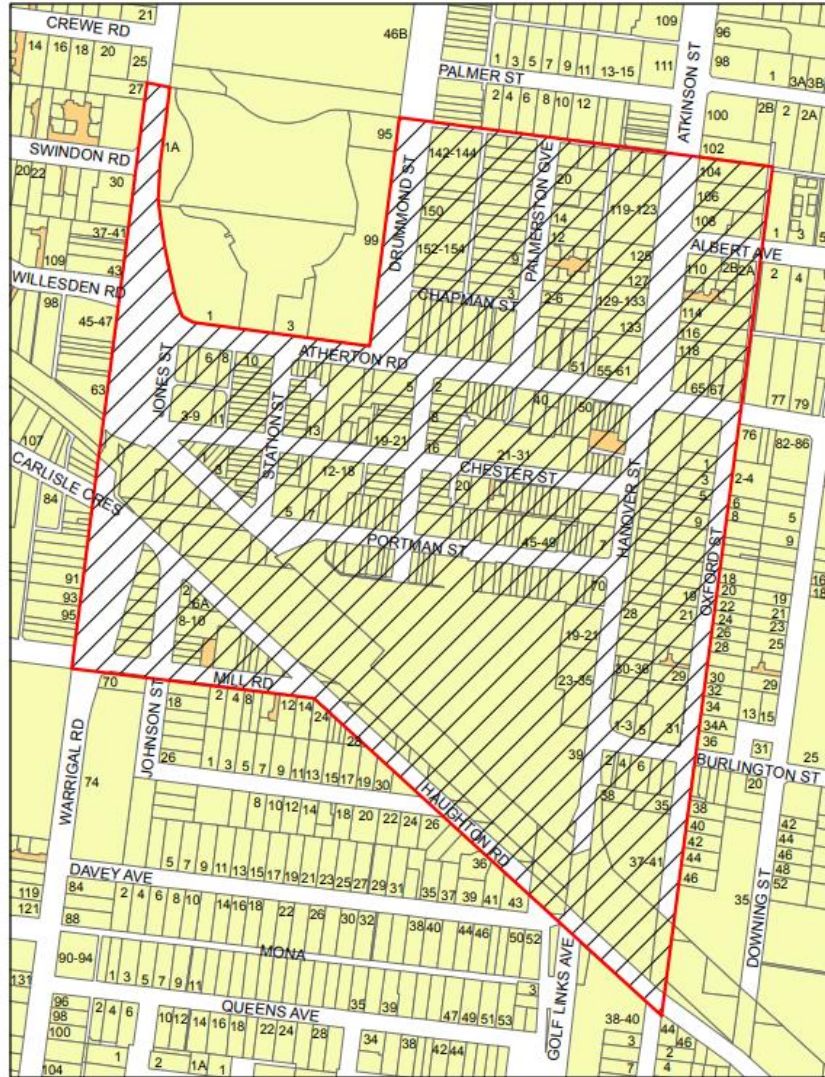 21
CREWE RD
14 16 18 20 25
27
46B
109
96
1 3 5 7 9 11 13-15 111
98
1 3A 3B
PALMER ST
2 4 6 8 10 12
ATKINSON ST
100
2B 2 2A
102
95
1A
SWINDON RD
20 22
30
142-144
20
104
119-123
106
108
DRUMMOND ST
PALMERSTON GVE
150
14
12
152-154
9
37-41
109
43
99
ALBERT AVE
1 3 5
125
110 2B 2A
2 4
127
WILLESDEN RD
98
45-47
CHAPMAN ST
3
2-6
129-133
114
133
116
118
1
3
ATHERTON RD
51 55-61
65-67
77 79
JONES ST
6 8 10
63
5 2
40 50
76
82-86
3-9 11
STATION ST
13
19-21
8
16
21-31
107
CARLISLE CRES
84
1 3
12-18
7
CHESTER ST
20
HANOVER ST
1
3
5
2-4
6
8
5
9
9
5 7
PORTMAN ST
45-49 7
OXFORD ST
91
93
95
2
6A
8-10
70
19
21
28
18
20
22
24
26
28
19
21
23
25
19-21
23-35
30-36
29
30
32
34
34A
36
29
13 15
31
25
MILL RD
70
JOHNSON ST
18
2 4 8
12 14
24
28
1-3 5 31
39
BURLINGTON ST
2 4 6
20
26
1 3 5 7 9 11 13 15 17 19 30
WARRIGAL RD
74
38
35
38
40
42
44
46
42
44
46
48
52
8 10 12 14 18 20 22 24 26
HAUGHTON RD
36
37-41
35
DOWNING ST
5 7 9 11 13 15 17 19 21 23 25 27 29 31 35 37 39 41 43
DAVEY AVE
119
121
84
88
2 4 6 8 10 14 16 18 22 26 30 32 38 40 44 46 50 52
MONA
131
90-94
1 3 5 7 9 11
35 39 47 49 51 53
3
GOLF LINKS AVE
QUEENS AVE
96
98
100
104
2 4 6
1
10 12 14 16 18 22 24 28
34 38 42 44
2 1A 1
38-40
3
7
44
46
2
4